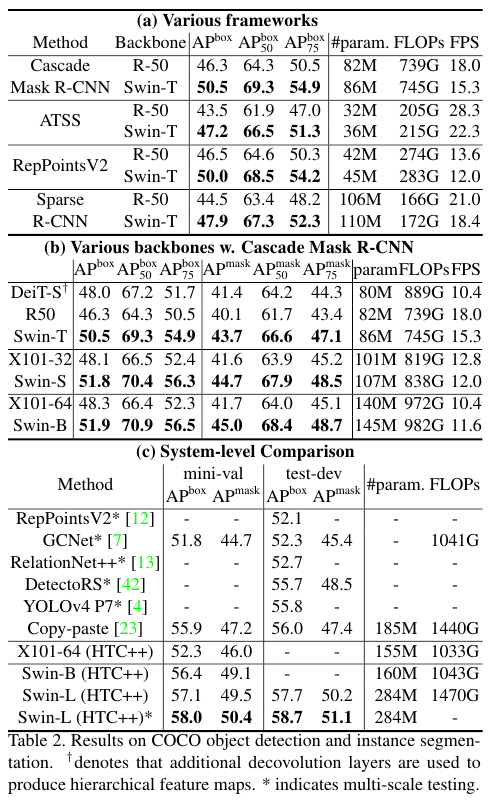 (a) Various frameworks
Method Backbone AP^box AP^box_50 AP^box_75 #param. FLOPs FPS
Cascade R-50 46.3 64.3 50.5 82M 739G 18.0
Mask R-CNN Swin-T 50.5 69.3 54.9 86M 745G 15.3
ATSS R-50 43.5 61.9 47.0 32M 205G 28.3
Swin-T 47.2 66.5 51.3 36M 215G 22.3
RepPointsV2 R-50 46.5 64.6 50.3 42M 274G 13.6
Swin-T 50.0 68.5 54.2 45M 283G 12.0
Sparse R-50 44.5 63.4 48.2 106M 166G 21.0
R-CNN Swin-T 47.9 67.3 52.3 110M 172G 18.4
(b) Various backbones w. Cascade Mask R-CNN
AP^box AP^box_50 AP^box_75 AP^mask AP^mask_50 AP^mask_75 param FLOPs FPS
DeiT-S† 48.0 67.2 51.7 41.4 64.2 44.3 80M 889G 10.4
R50 46.3 64.3 50.5 40.1 61.7 43.4 82M 739G 18.0
Swin-T 50.5 69.3 54.9 43.7 66.6 47.1 86M 745G 15.3
X101-32 48.1 66.5 52.4 41.6 63.9 45.2 101M 819G 12.8
Swin-S 51.8 70.4 56.3 44.7 67.9 48.5 107M 838G 12.0
X101-64 48.3 66.4 52.3 41.7 64.0 45.1 140M 972G 10.4
Swin-B 51.9 70.9 56.5 45.0 68.4 48.7 145M 982G 11.6
(c) System-level Comparison
Method mini-val test-dev #param. FLOPs
AP^box AP^mask AP^box AP^mask
RepPointsV2* [12] - - 52.1 - - -
GCNet* [7] 51.8 44.7 52.3 45.4 - 1041G
RelationNet++* [13] - - 52.7 - - -
DetectoRS* [42] - - 55.7 48.5 - -
YOLOv4 P7* [4] - - 55.8 - - -
Copy-paste [23] 55.9 47.2 56.0 47.4 185M 1440G
X101-64 (HTC++) 52.3 46.0 - - 155M 1033G
Swin-B (HTC++) 56.4 49.1 - - 160M 1043G
Swin-L (HTC++) 57.1 49.5 57.7 50.2 284M 1470G
Swin-L (HTC++)* 58.0 50.4 58.7 51.1 284M -
Table 2. Results on COCO object detection and instance segmen-
tation. †denotes that additional decovolution layers are used to
produce hierarchical feature maps. * indicates multi-scale testing.